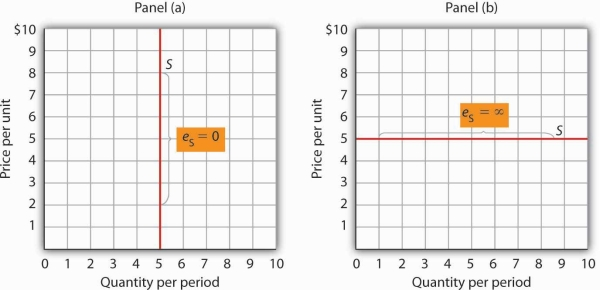 Panel (a)
$10
9
8
7
6
5
4
3
2
1
Price per unit
S
eS = 0
0 1 2 3 4 5 6 7 8 9 10
Quantity per period
Panel (b)
$10
9
8
7
6
5
4
3
2
1
Price per unit
eS = ∞
S
0 1 2 3 4 5 6 7 8 9 10
Quantity per period